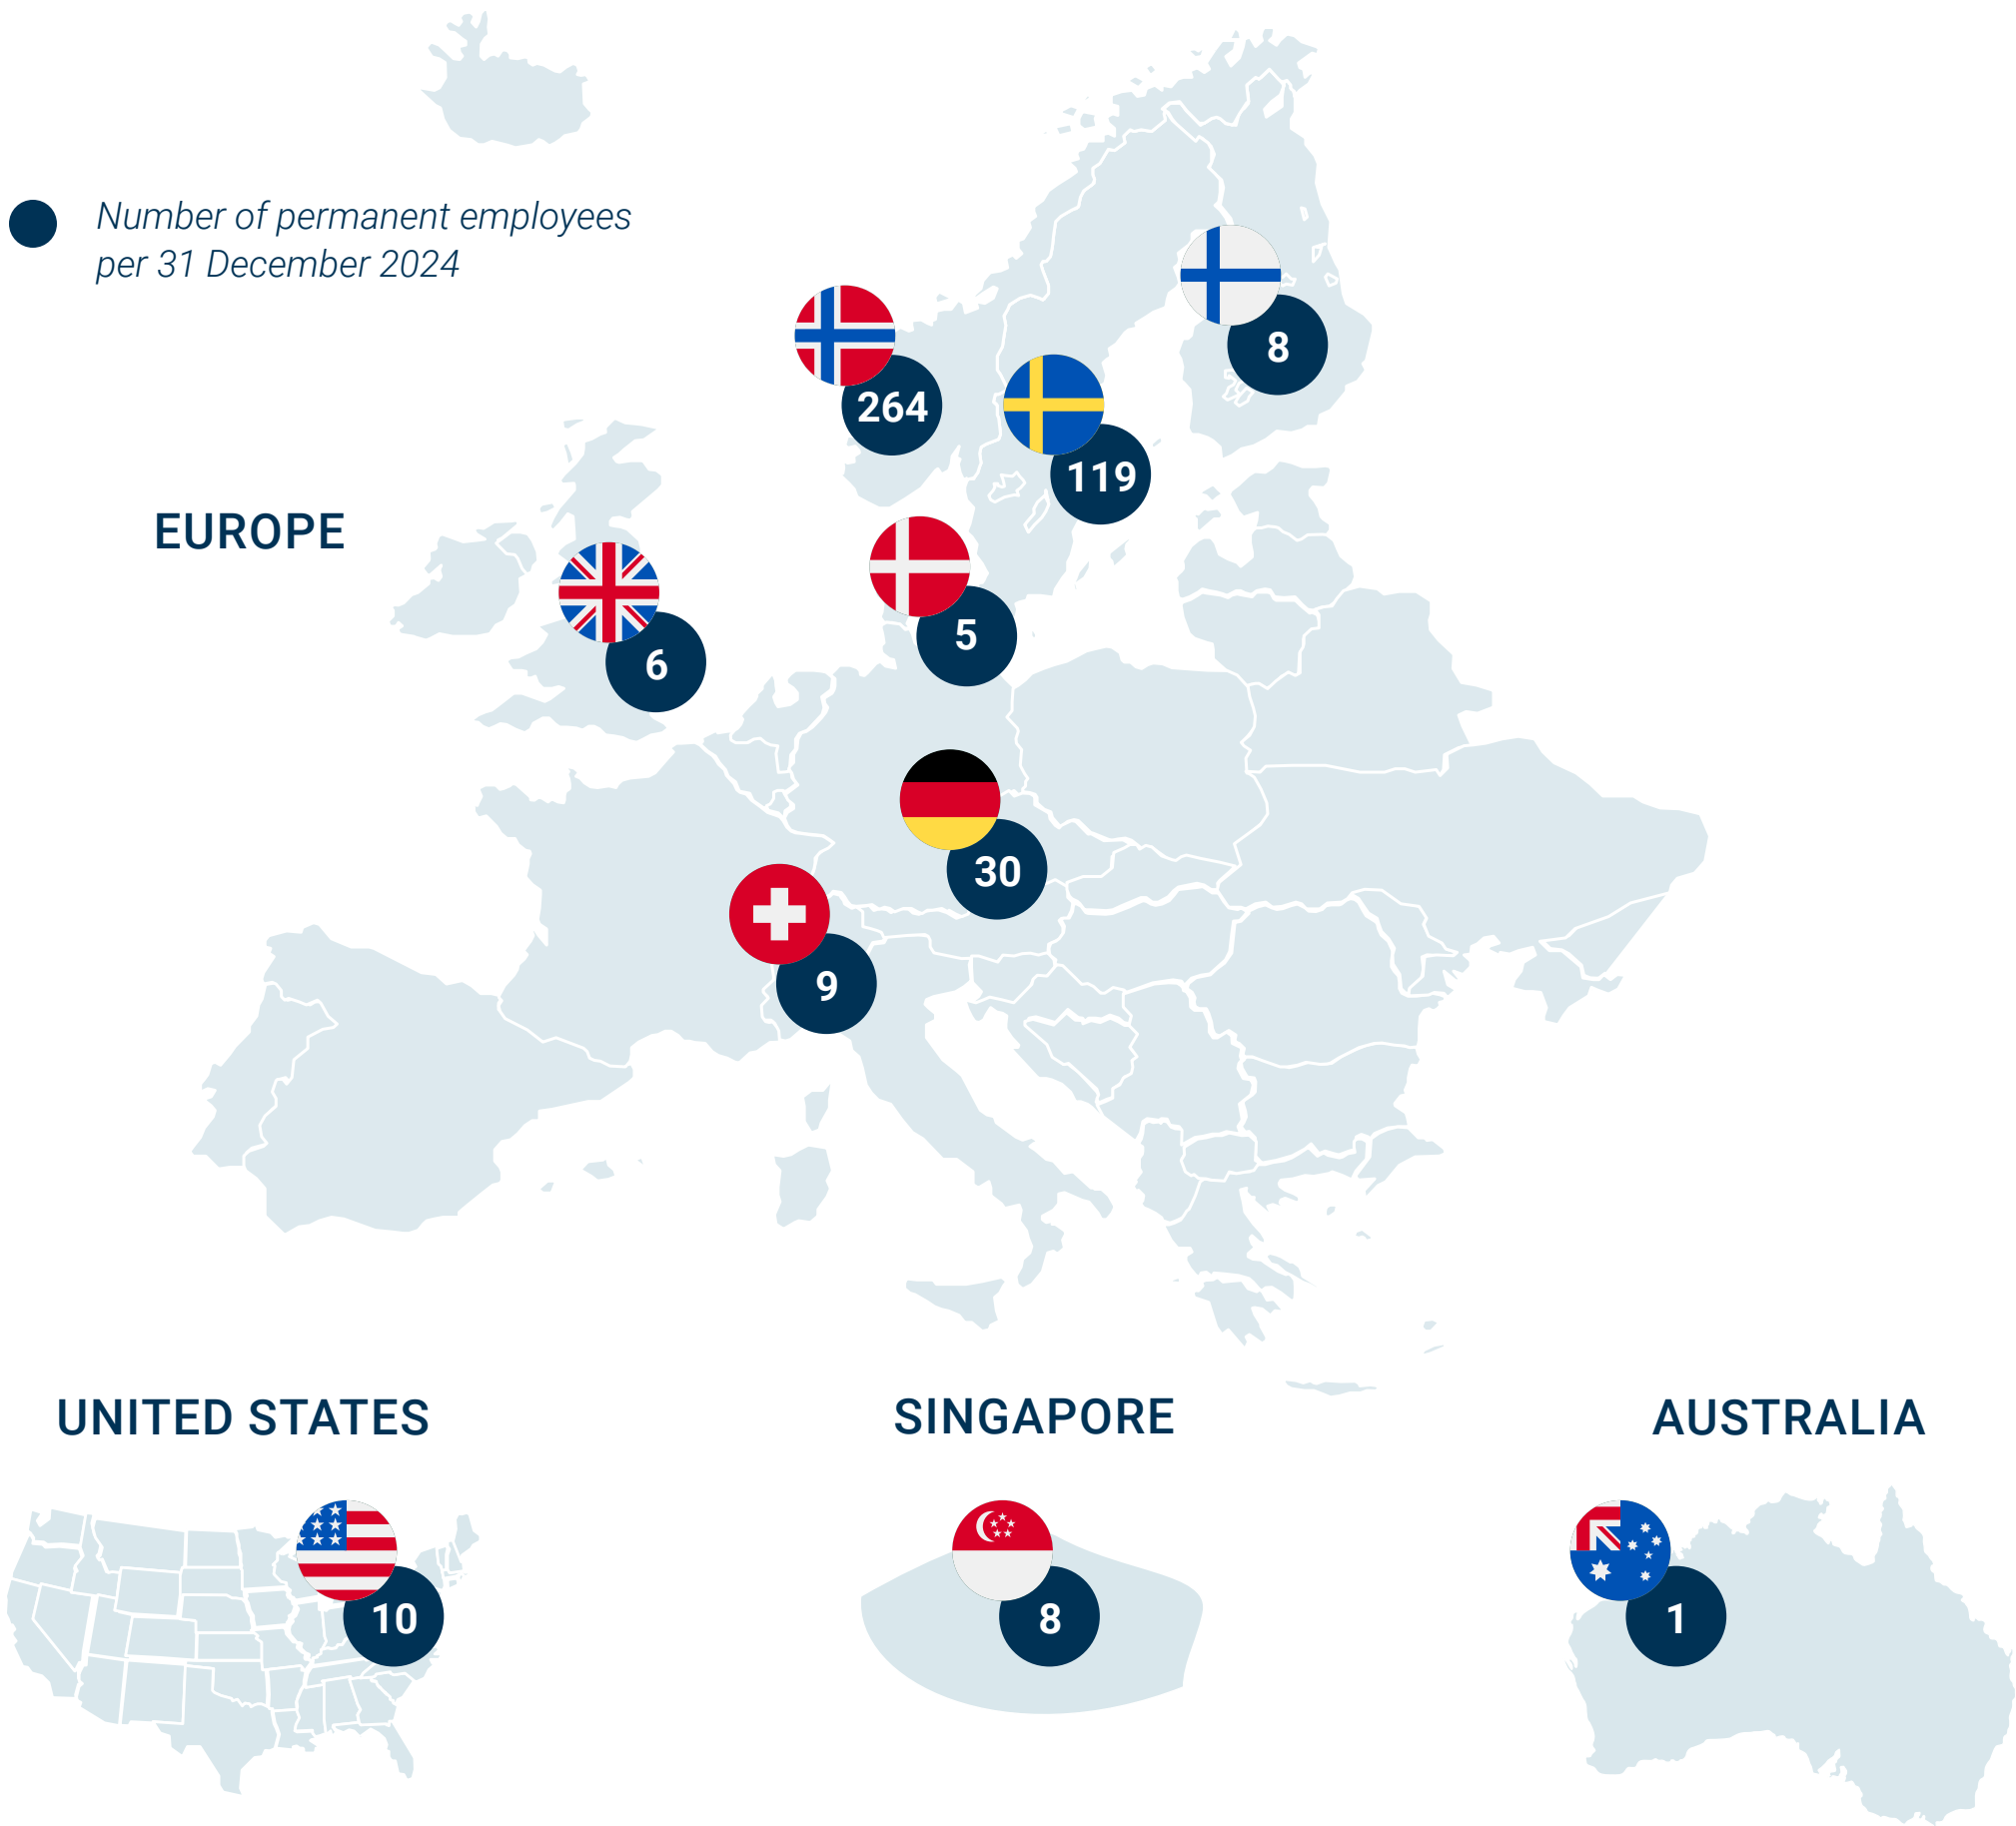 Number of permanent employees
per 31 December 2024
8
264
119
EUROPE
5
6
30
9
UNITED STATES
SINGAPORE
AUSTRALIA
10
8
1